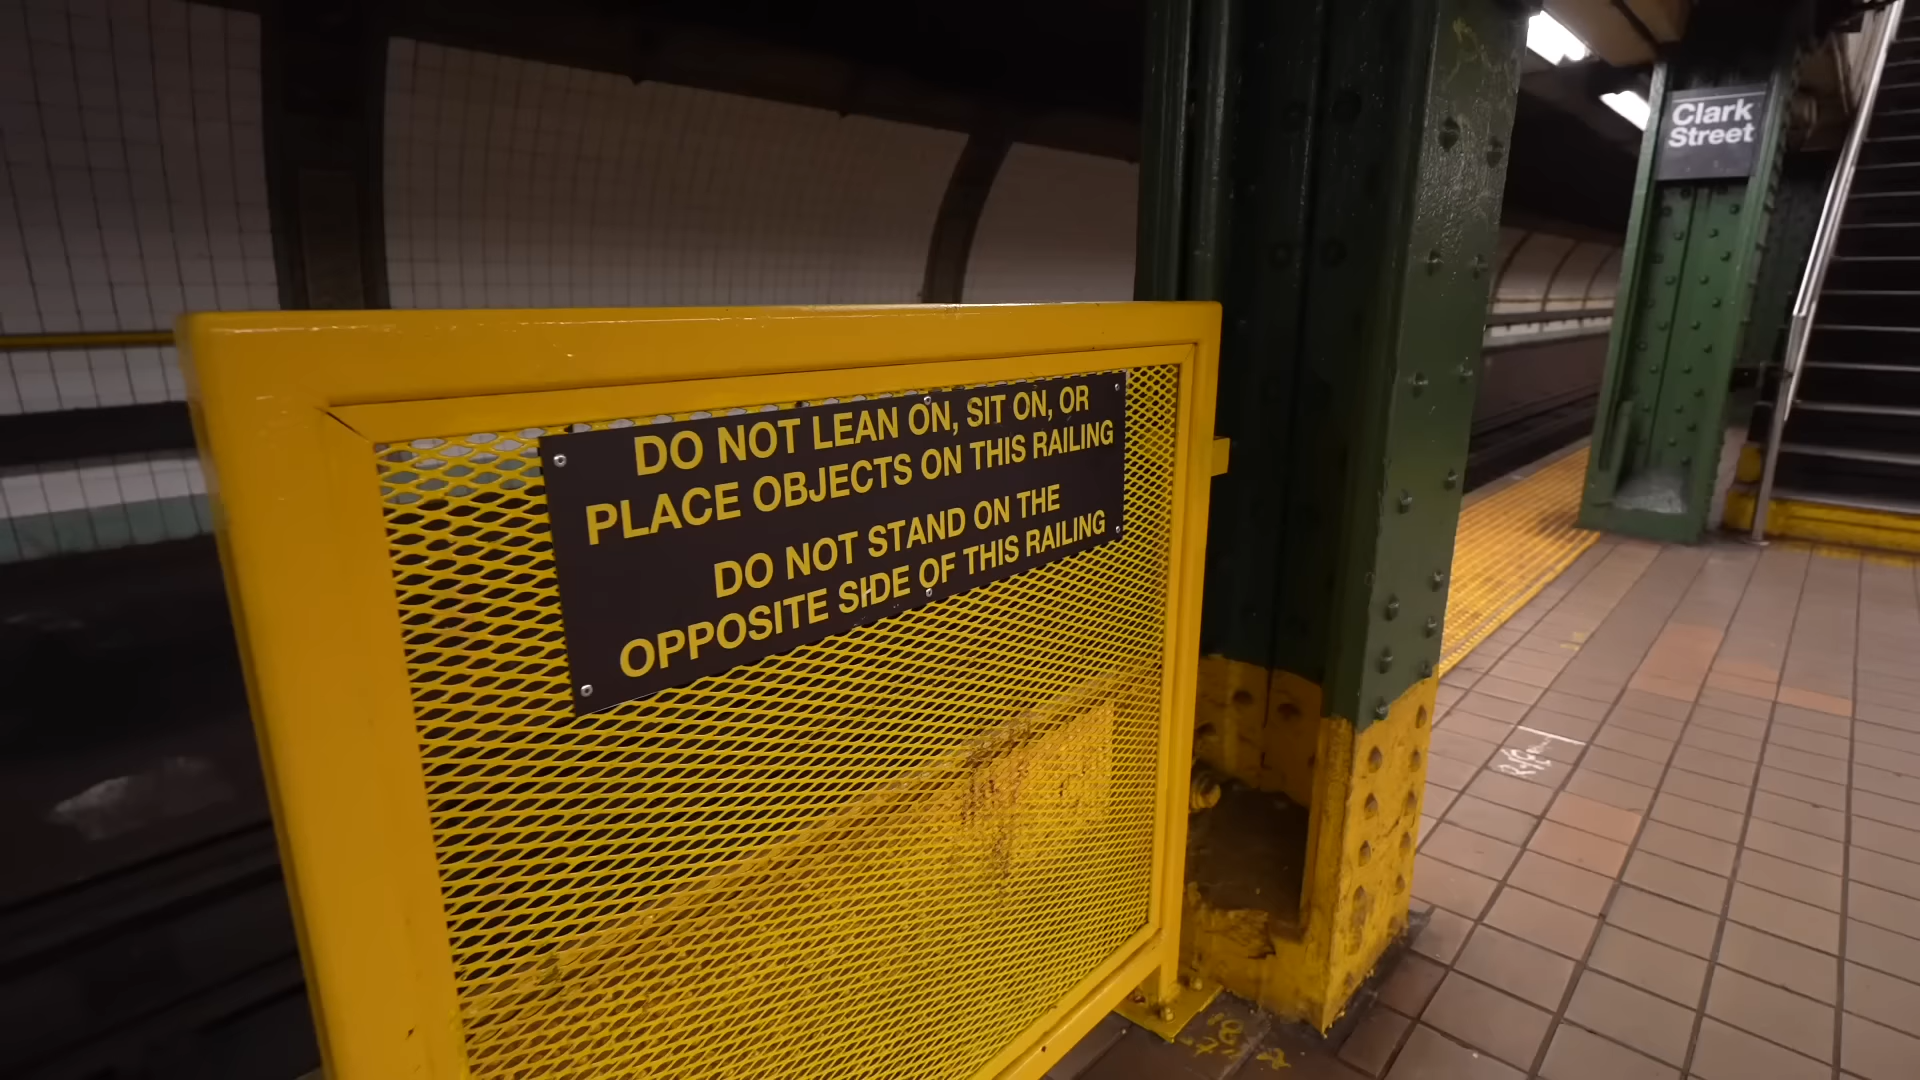 DO NOT LEAN ON, SIT ON, OR
PLACE OBJECTS ON THIS RAILING
DO NOT STAND ON THE
OPPOSITE SIDE OF THIS RAILING
Clark
Street